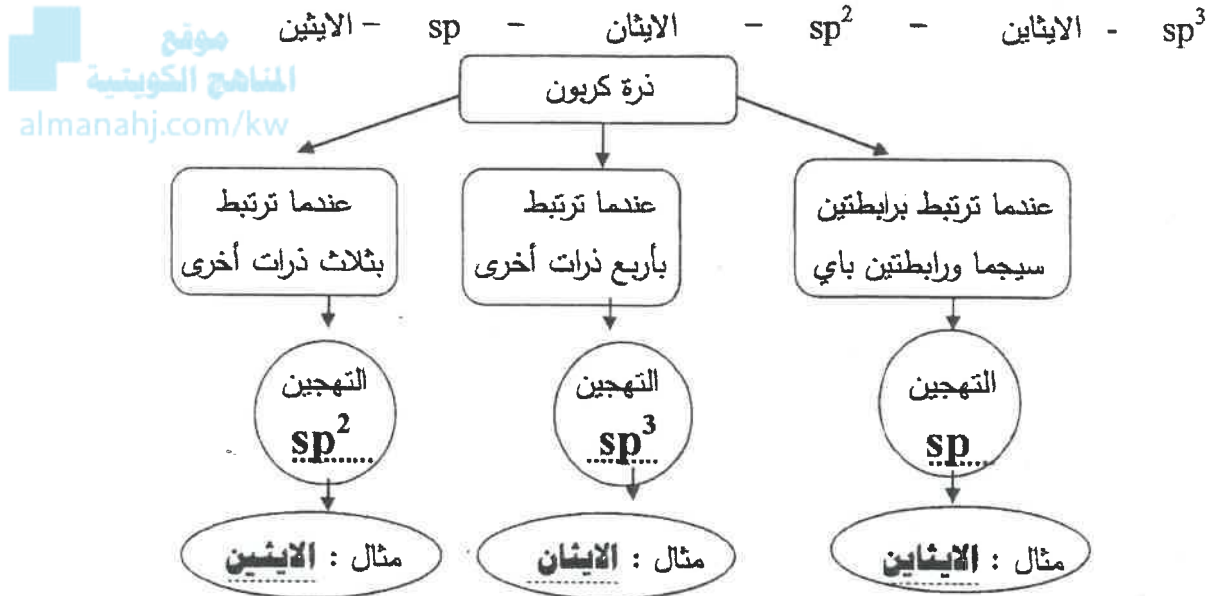 موقع
المناهج الكويتية
almanahj.com/kw
sp³ - الايثاين - sp² - الايثان - sp - الايثين
ذرة كربون
عندما ترتبط برابطتين
سيجما ورابطتين باي
عندما ترتبط
بأربع ذرات أخرى
عندما ترتبط
بثلاث ذرات أخرى
التهجين
sp
التهجين
sp³
التهجين
sp²
مثال : الايثاين
مثال : الايثان
مثال : الايثين